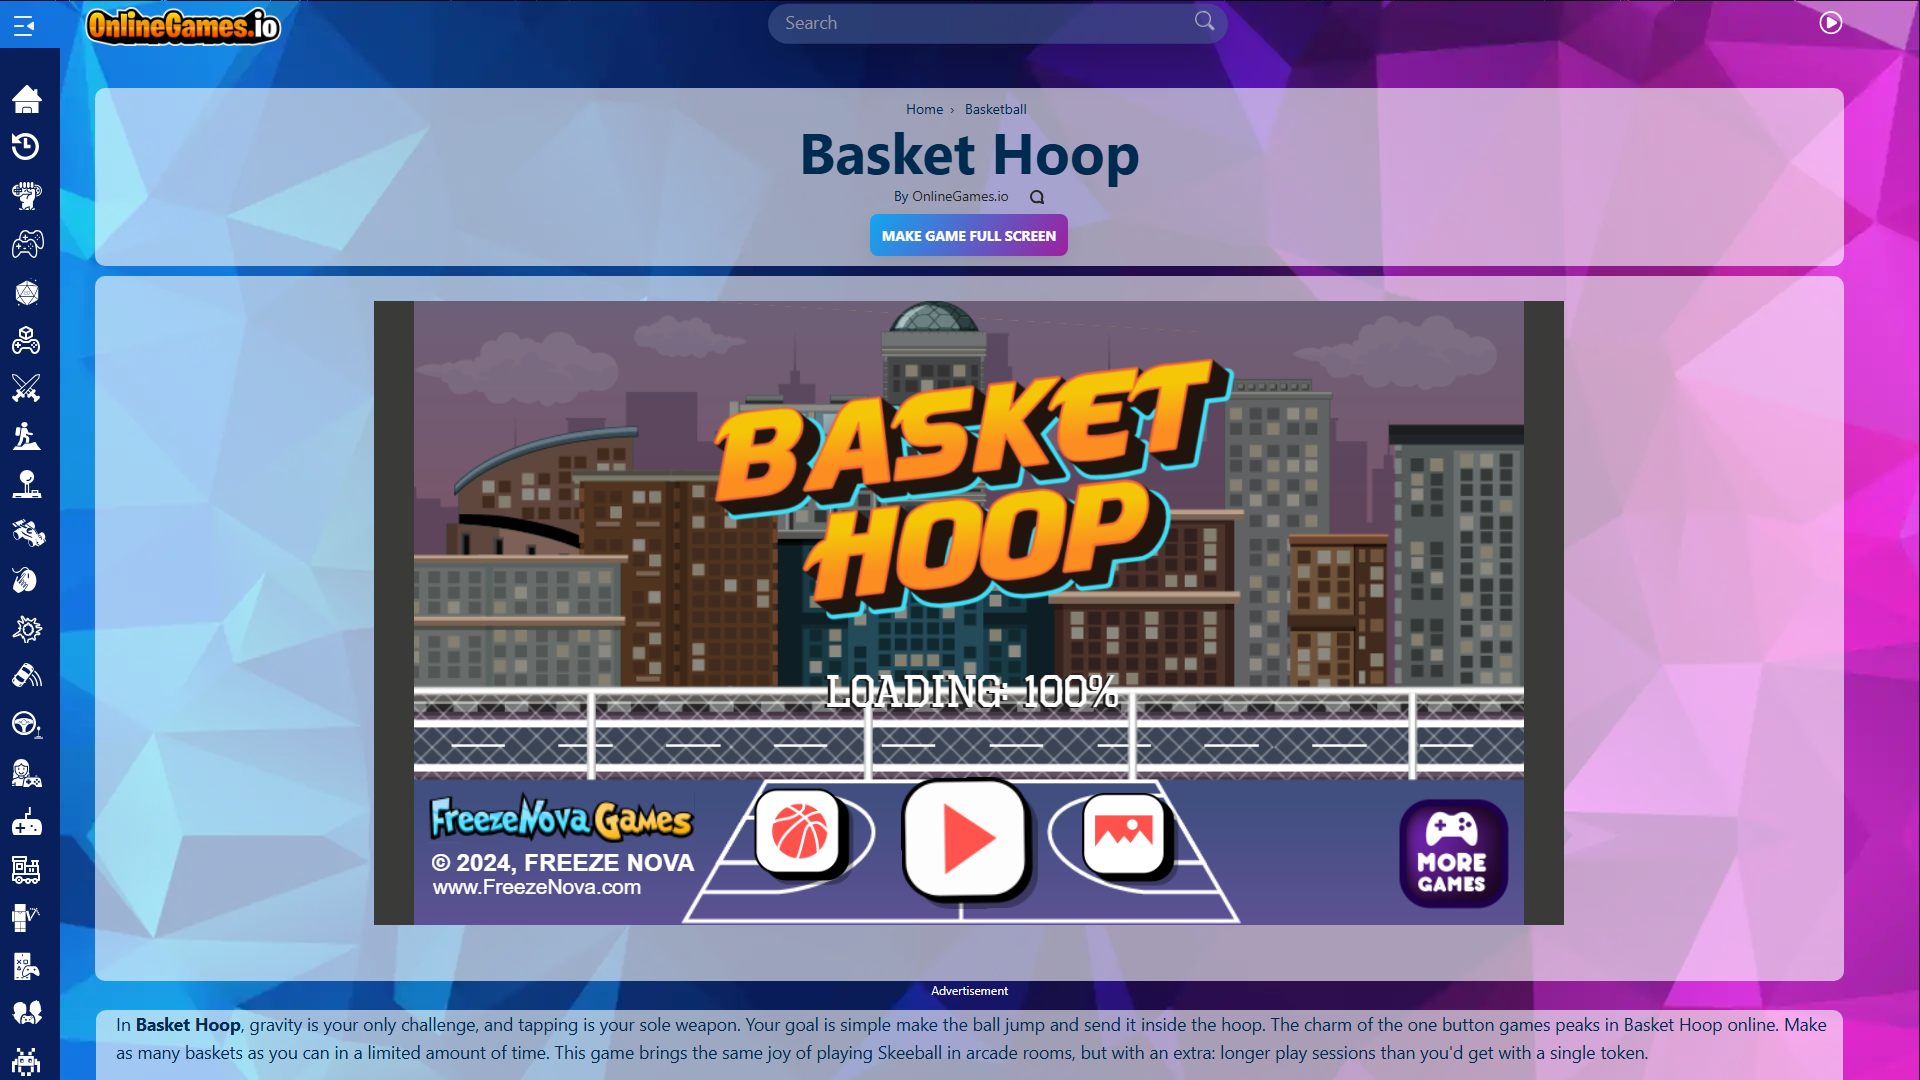 OnlineGames.io
Search
Home › Basketball
Basket Hoop
By OnlineGames.io
MAKE GAME FULL SCREEN
BASKET
HOOP
LOADING: 100%
FreezeNova Games
© 2024, FREEZE NOVA
www.FreezeNova.com
MORE
GAMES
Advertisement
In Basket Hoop, gravity is your only challenge, and tapping is your sole weapon. Your goal is simple make the ball jump and send it inside the hoop. The charm of the one button games peaks in Basket Hoop online. Make
as many baskets as you can in a limited amount of time. This game brings the same joy of playing Skeeball in arcade rooms, but with an extra: longer play sessions than you'd get with a single token.